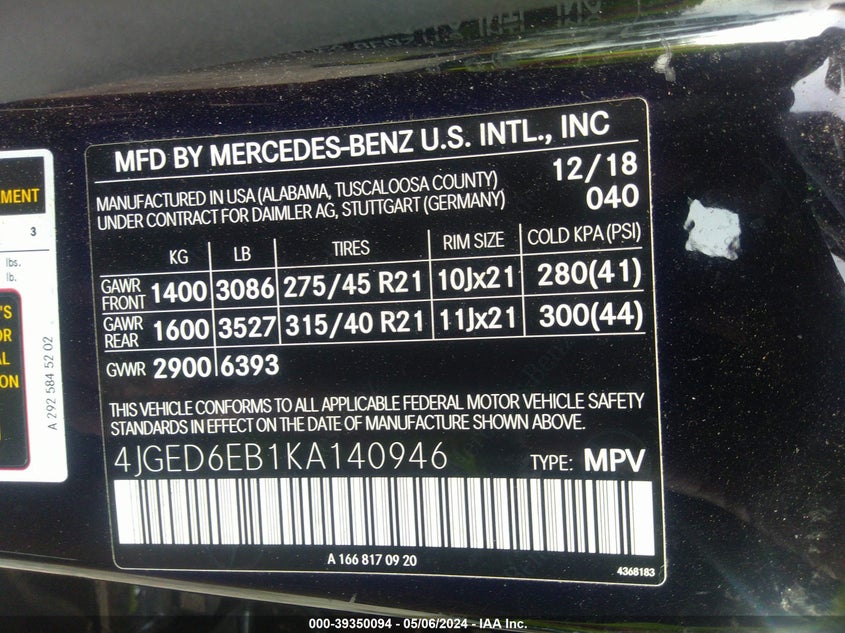 MFD BY MERCEDES-BENZ U.S. INTL., INC
MANUFACTURED IN USA (ALABAMA, TUSCALOOSA COUNTY) 12/18
UNDER CONTRACT FOR DAIMLER AG, STUTTGART (GERMANY) 040
KG LB TIRES RIM SIZE COLD KPA (PSI)
GAWR FRONT 1400 3086 275/45 R21 10Jx21 280(41)
GAWR REAR 1600 3527 315/40 R21 11Jx21 300(44)
GVWR 2900 6393
THIS VEHICLE CONFORMS TO ALL APPLICABLE FEDERAL MOTOR VEHICLE SAFETY
STANDARDS IN EFFECT ON THE DATE OF MANUFACTURE SHOWN ABOVE.
4JGED6EB1KA140946 TYPE: MPV
A 166 817 09 20
4368183
3
lbs.
lb.
A 292 584 52 02
000-39350094 - 05/06/2024 - IAA Inc.